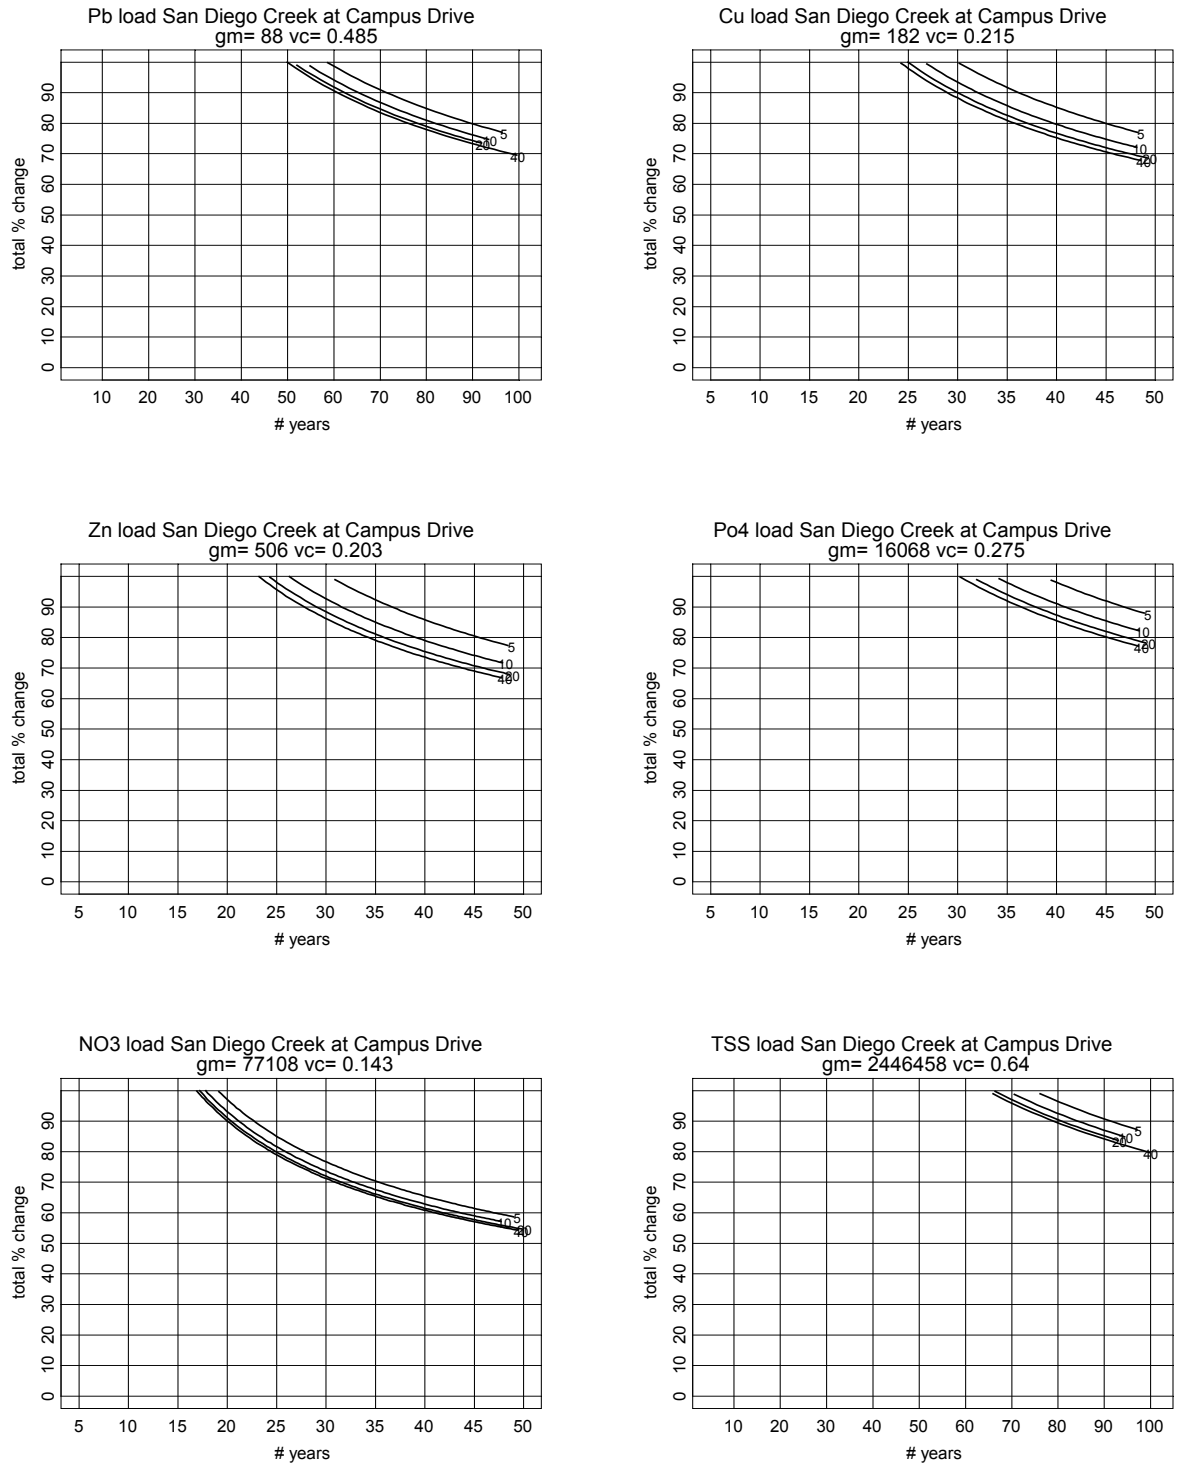 Pb load San Diego Creek at Campus Drive
gm= 88 vc= 0.485
total % change
0 10 20 30 40 50 60 70 80 90
5
10
20
40
10 20 30 40 50 60 70 80 90 100
# years
Cu load San Diego Creek at Campus Drive
gm= 182 vc= 0.215
total % change
0 10 20 30 40 50 60 70 80 90
5
10
20
40
5 10 15 20 25 30 35 40 45 50
# years
Zn load San Diego Creek at Campus Drive
gm= 506 vc= 0.203
total % change
0 10 20 30 40 50 60 70 80 90
5
10
20
40
5 10 15 20 25 30 35 40 45 50
# years
Po4 load San Diego Creek at Campus Drive
gm= 16068 vc= 0.275
total % change
0 10 20 30 40 50 60 70 80 90
5
10
20
40
5 10 15 20 25 30 35 40 45 50
# years
NO3 load San Diego Creek at Campus Drive
gm= 77108 vc= 0.143
total % change
0 10 20 30 40 50 60 70 80 90
5
10
20
40
5 10 15 20 25 30 35 40 45 50
# years
TSS load San Diego Creek at Campus Drive
gm= 2446458 vc= 0.64
total % change
0 10 20 30 40 50 60 70 80 90
5
10
20
40
10 20 30 40 50 60 70 80 90 100
# years